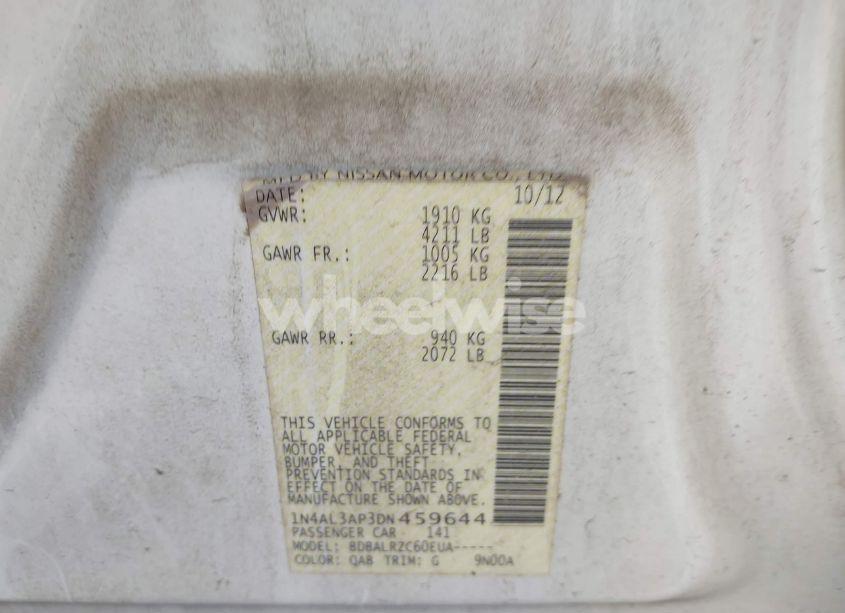 MFD BY NISSAN MOTOR CO., LTD.
DATE: 10/12
GVWR: 1910 KG
4211 LB
GAWR FR.: 1005 KG
2216 LB
wheelwise
GAWR RR.: 940 KG
2072 LB
THIS VEHICLE CONFORMS TO
ALL APPLICABLE FEDERAL
MOTOR VEHICLE SAFETY,
BUMPER, AND THEFT
PREVENTION STANDARDS IN
EFFECT ON THE DATE OF
MANUFACTURE SHOWN ABOVE.
1N4AL3AP3DN459644
PASSENGER CAR 141
MODEL: BDBALRZC60EUA-----
COLOR: QAB TRIM: G 9N00A